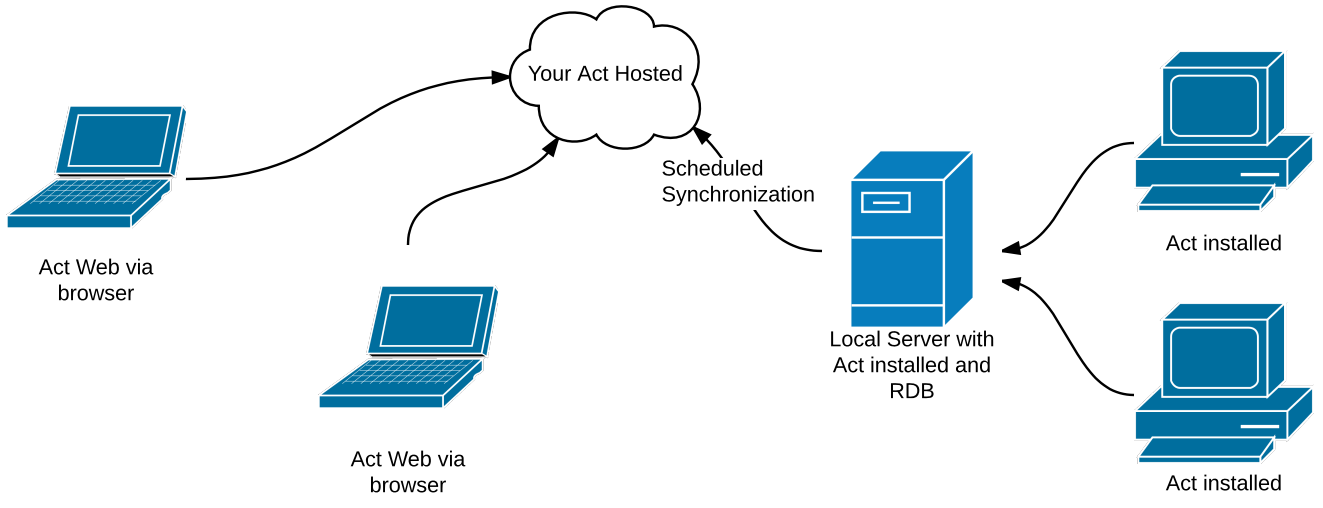 Your Act Hosted
Scheduled
Synchronization
Act installed
Act Web via
browser
Local Server with
Act installed and
RDB
Act Web via
browser
Act installed